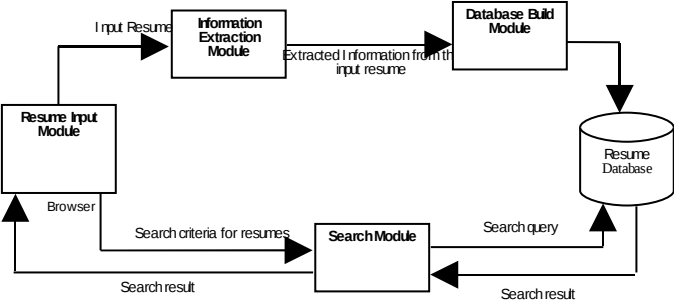 Input Resume
Information
Extraction
Module
Database Build
Module
Extracted Information from th
input resume
Resume Input
Module
Resume
Database
Browser
Search criteria for resumes
Search Module
Search query
Search result
Search result